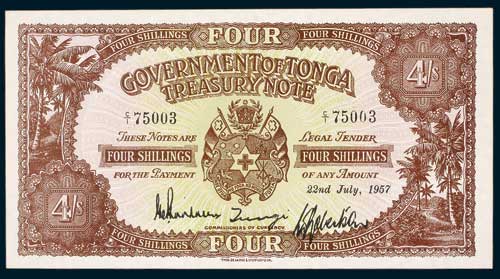 FOUR SHILLINGS FOUR FOUR SHILLINGS
GOVERNMENT OF TONGA
TREASURY NOTE
4/s 4/s
C/1 75003 C/1 75003
THESE NOTES ARE LEGAL TENDER
FOUR SHILLINGS FOUR SHILLINGS
FOR THE PAYMENT OF ANY AMOUNT
22nd July, 1957
4/s 4/s
COMMISSIONERS OF CURRENCY
FOUR SHILLINGS FOUR FOUR SHILLINGS